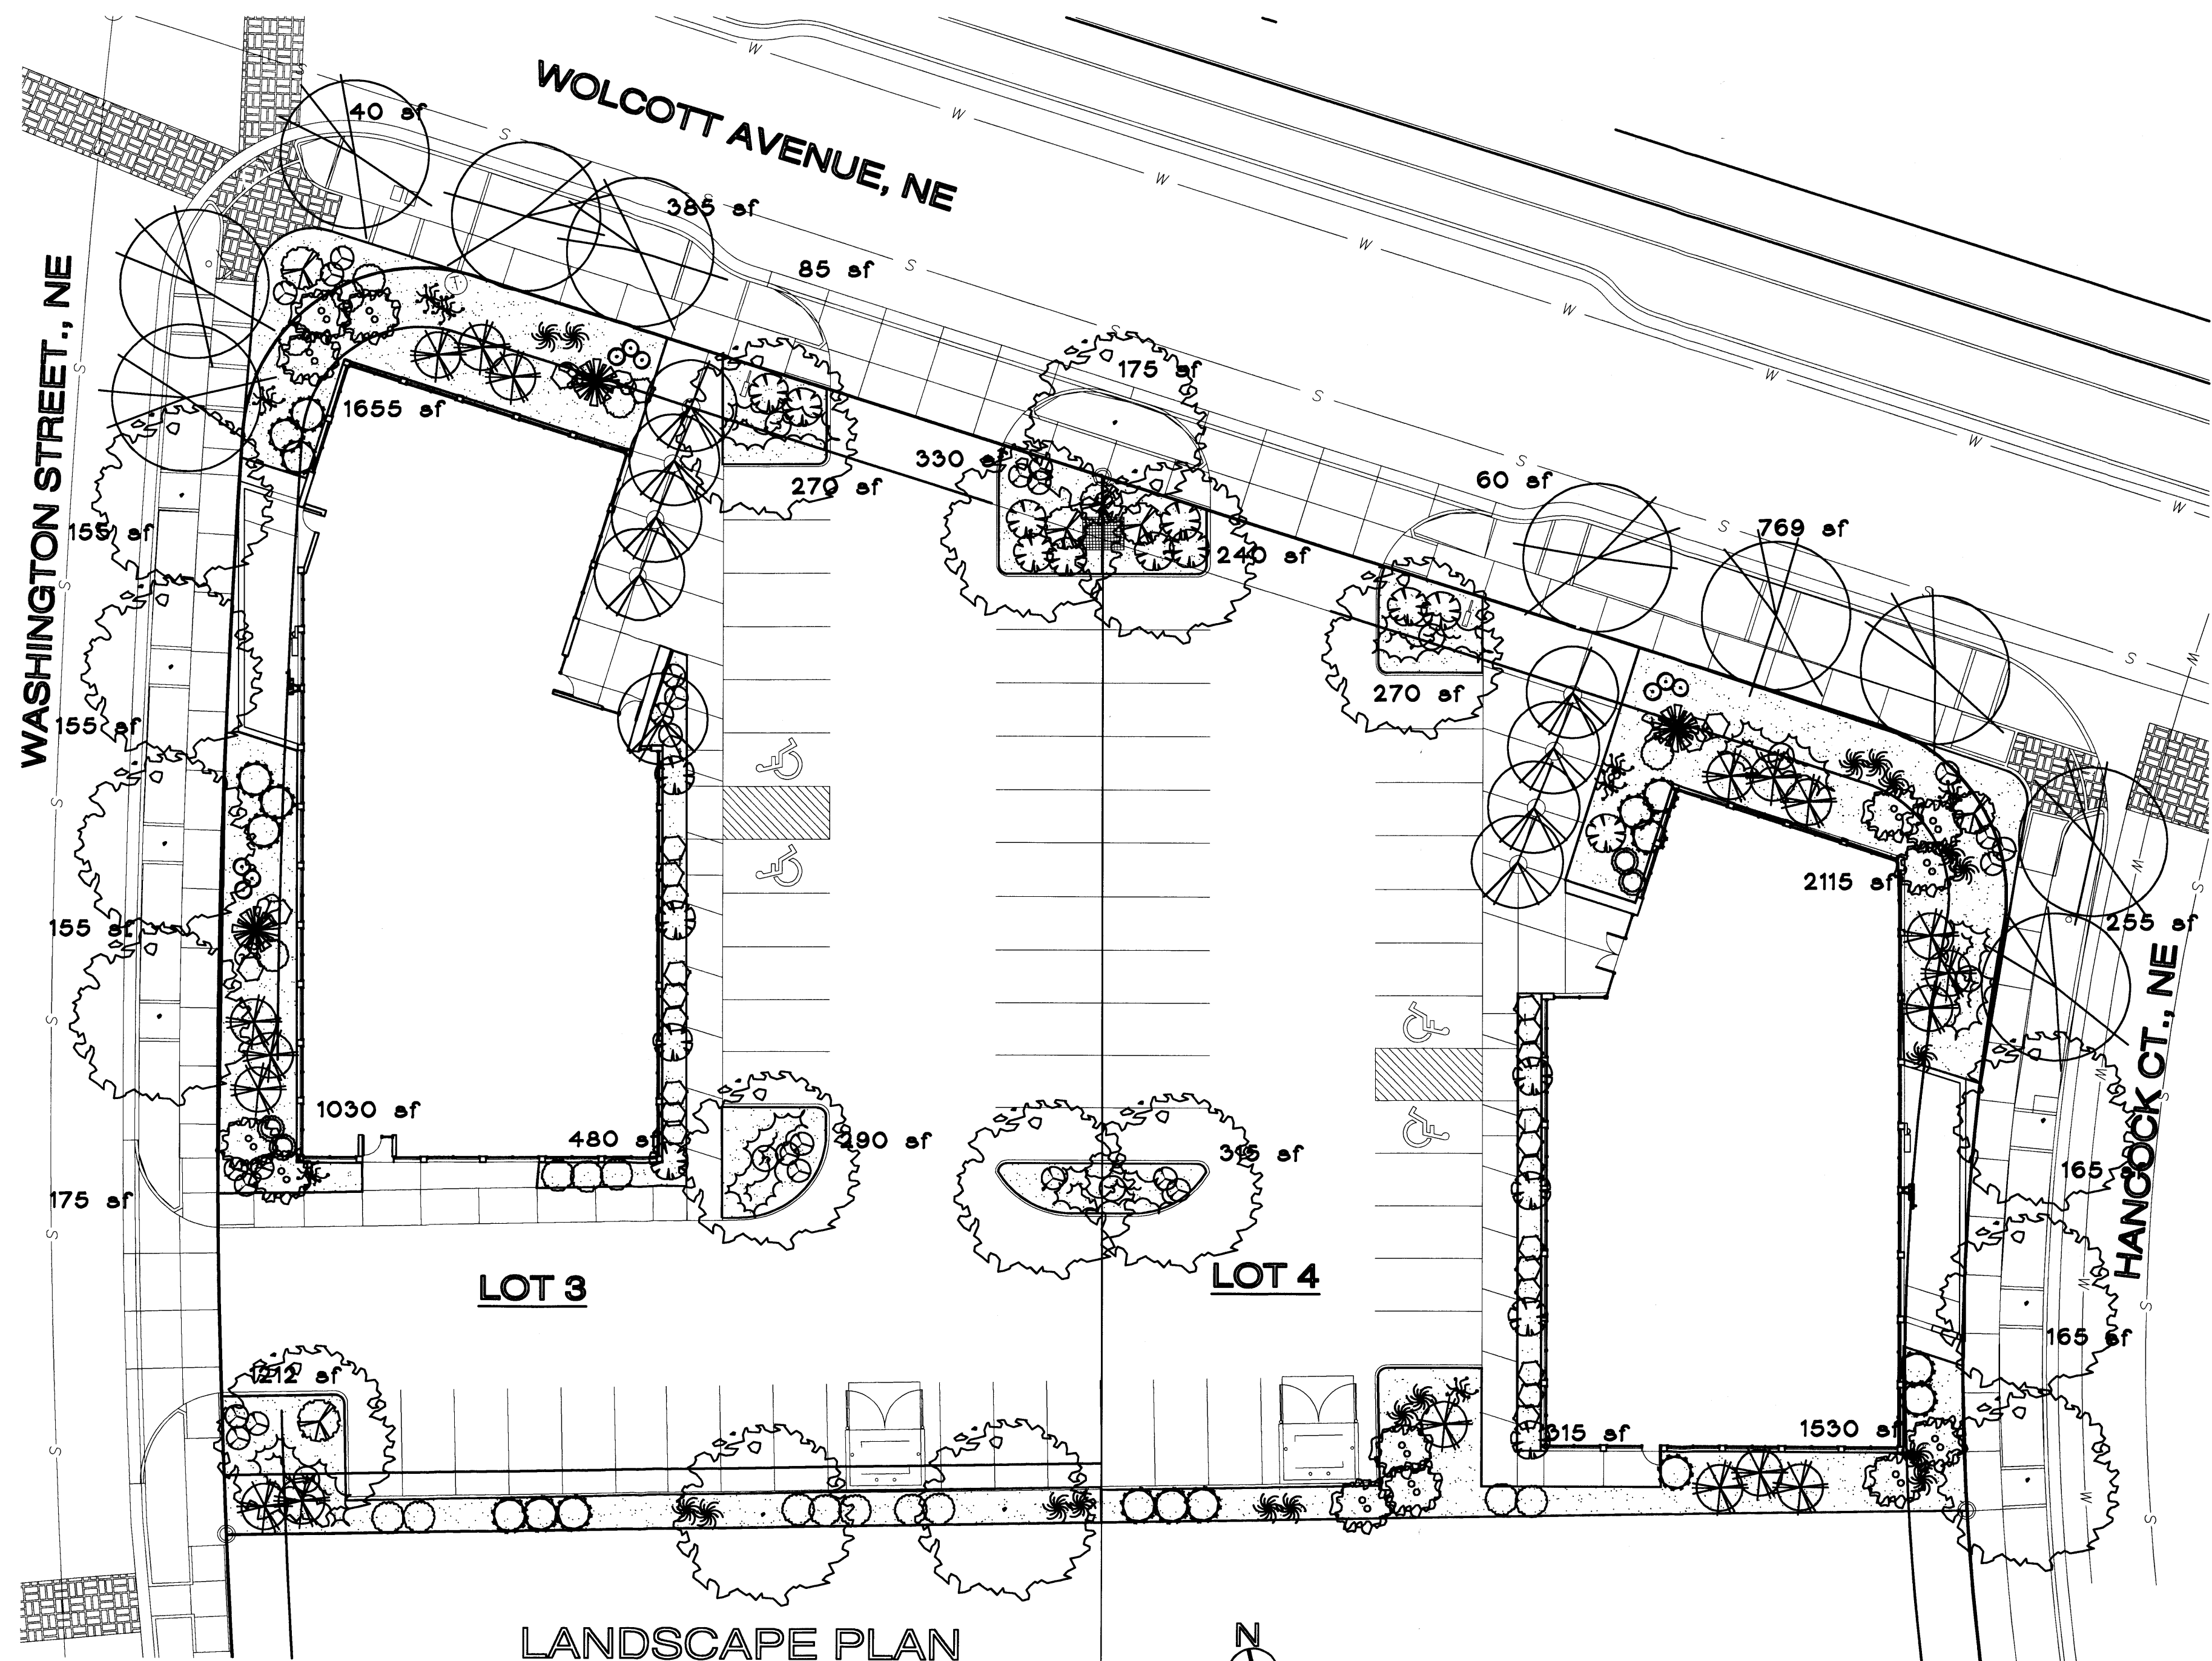 WOLCOTT AVENUE, NE
40 sf
385 sf
85 sf
WASHINGTON STREET., NE
175 sf
1655 sf
330 sf
270 sf
60 sf
769 sf
155 sf
240 sf
270 sf
155 sf
2115 sf
155 sf
255 sf
HANCOCK CT., NE
1030 sf
480 sf
290 sf
315 sf
165 sf
175 sf
LOT 3
LOT 4
165 sf
1212 sf
315 sf
1530 sf
LANDSCAPE PLAN
N